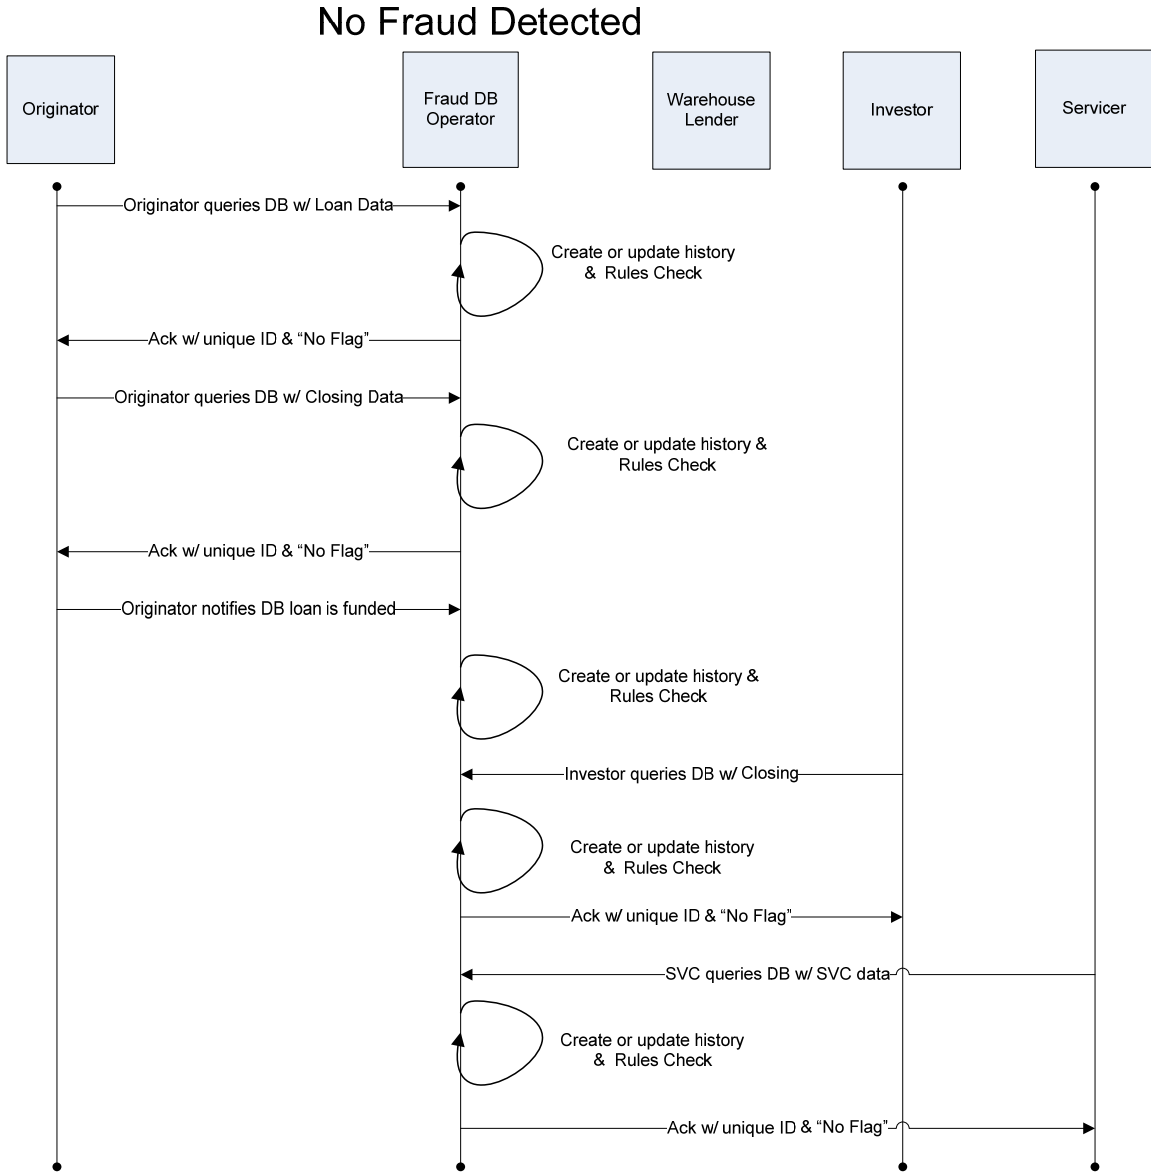 No Fraud Detected
Originator
Fraud DB
Operator
Warehouse
Lender
Investor
Servicer
Originator queries DB w/ Loan Data
Create or update history
& Rules Check
Ack w/ unique ID & “No Flag”
Originator queries DB w/ Closing Data
Create or update history &
Rules Check
Ack w/ unique ID & “No Flag”
Originator notifies DB loan is funded
Create or update history &
Rules Check
Investor queries DB w/ Closing
Create or update history
& Rules Check
Ack w/ unique ID & “No Flag”
SVC queries DB w/ SVC data
Create or update history
& Rules Check
Ack w/ unique ID & “No Flag”